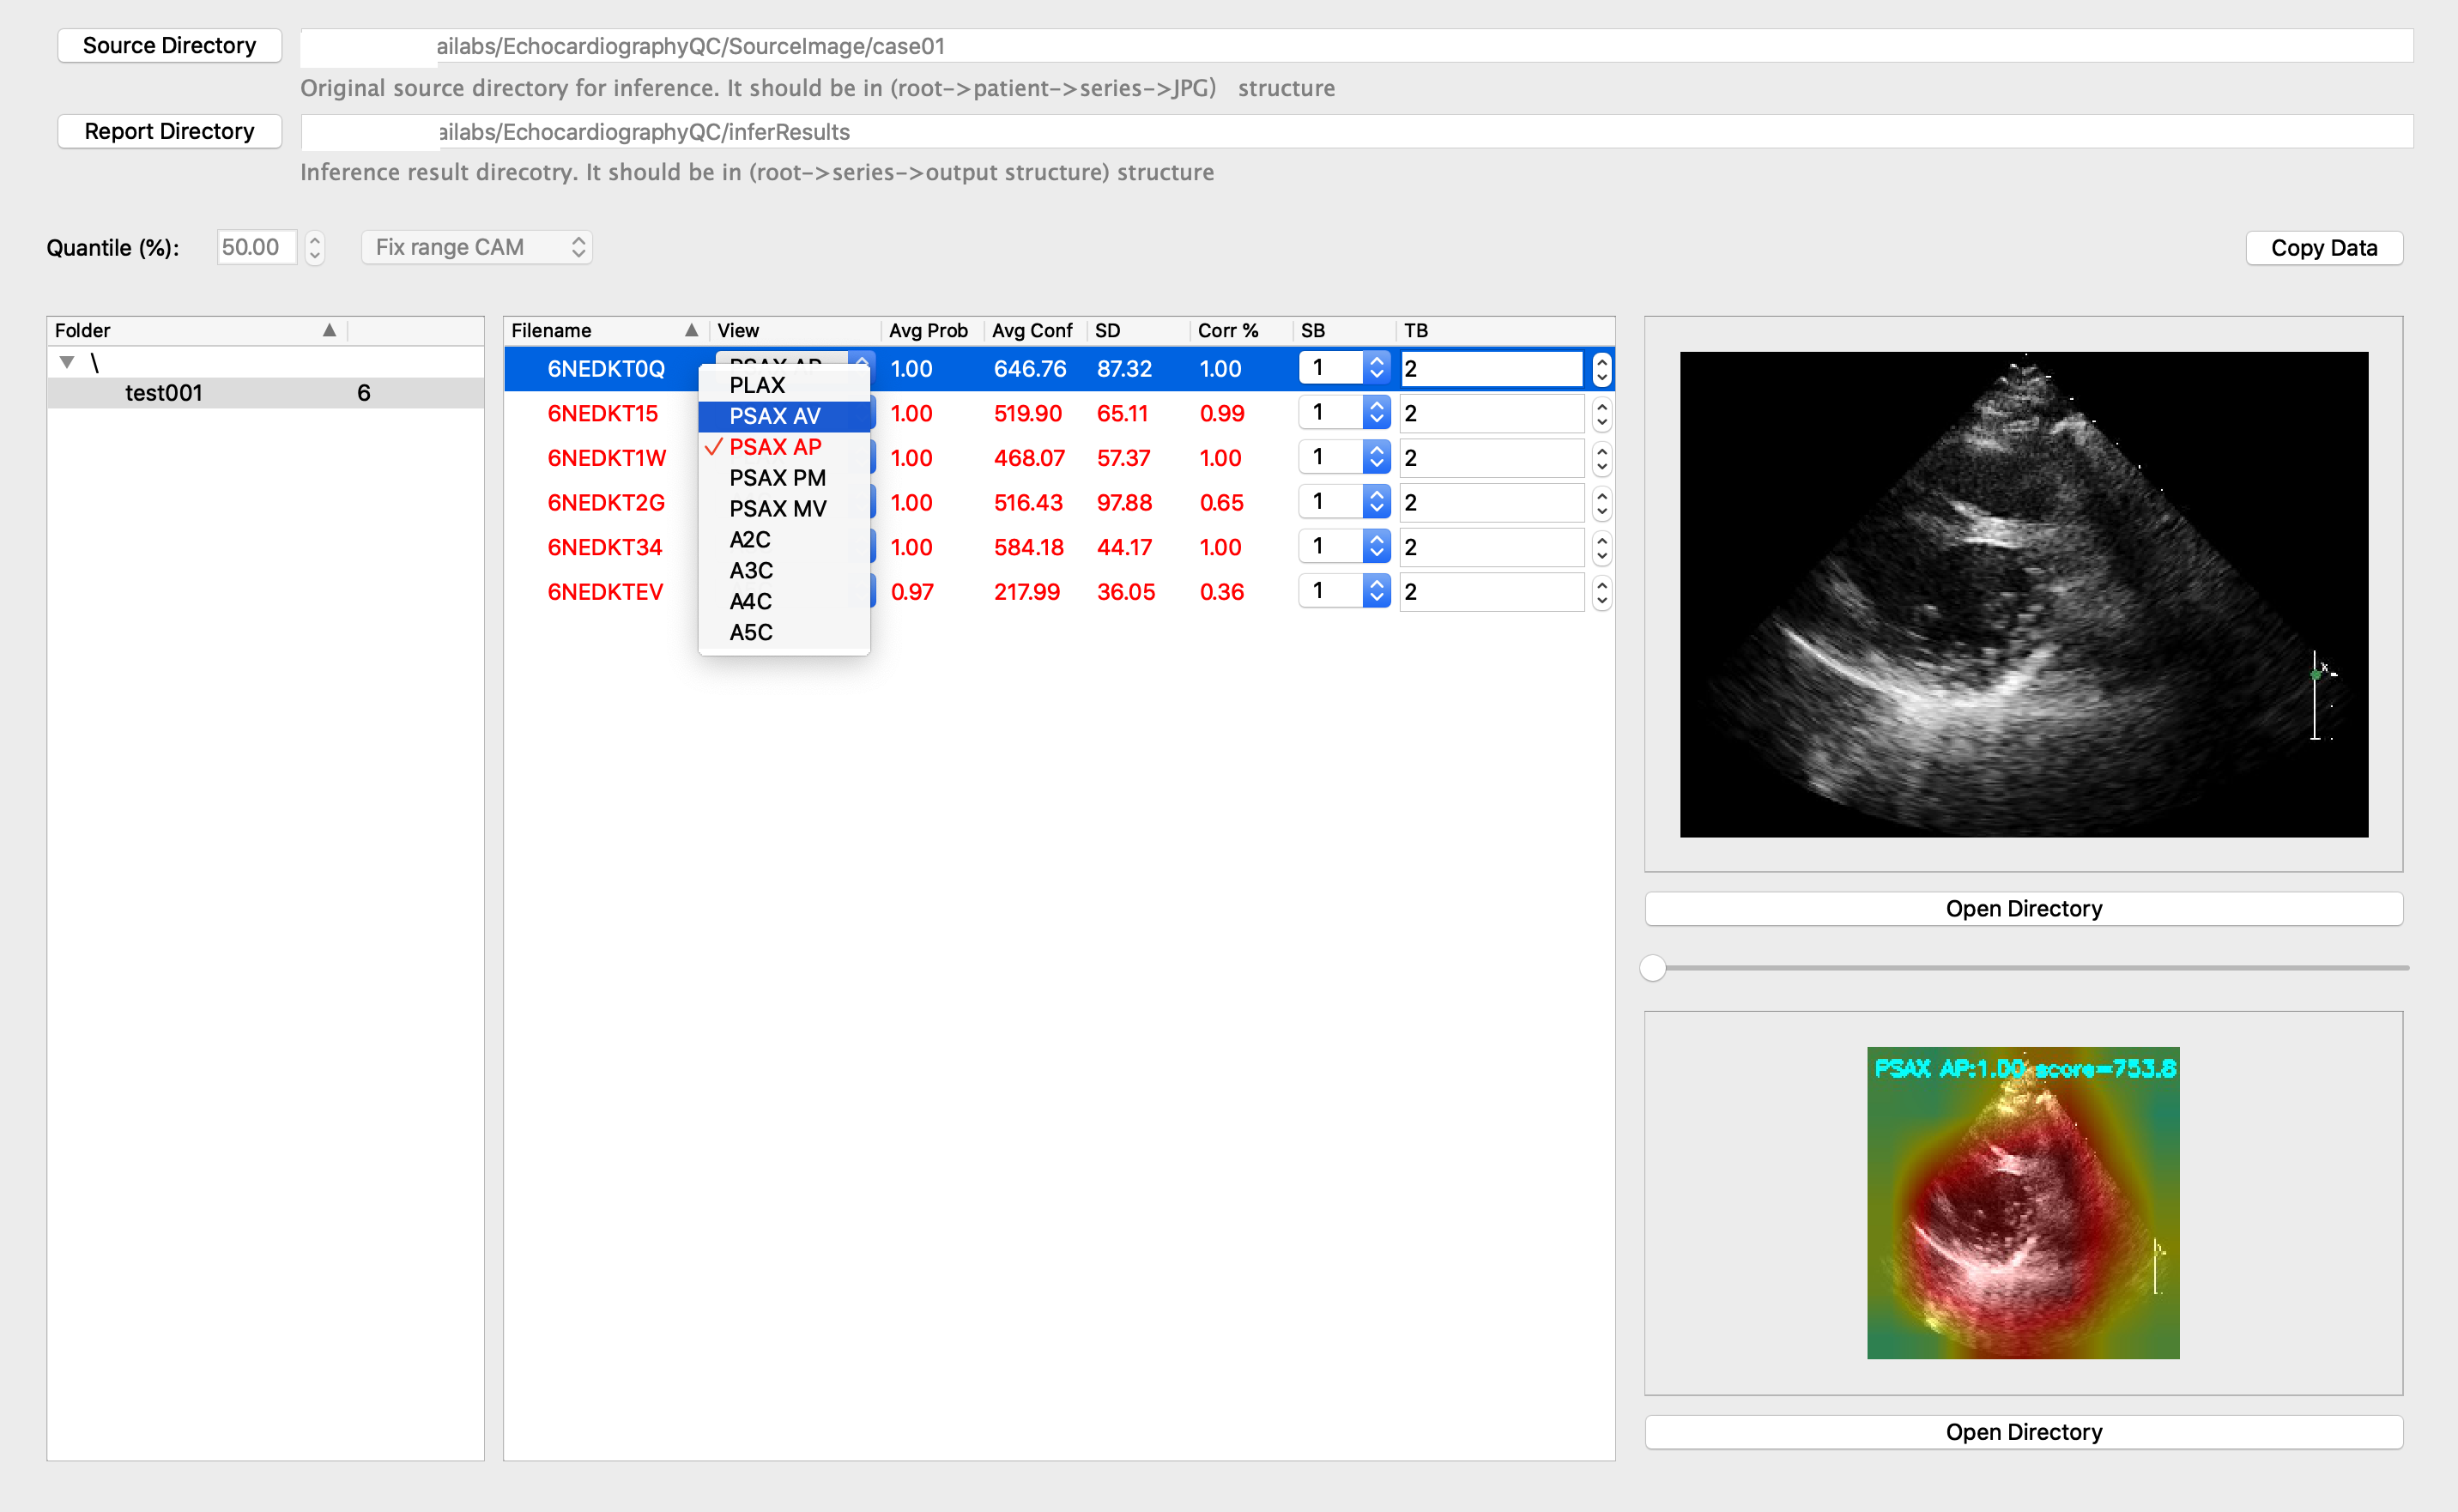 Source Directory ailabs/EchocardiographyQC/SourceImage/case01
Original source directory for inference. It should be in (root->patient->series->JPG) structure
Report Directory ailabs/EchocardiographyQC/inferResults
Inference result direcotry. It should be in (root->series->output structure) structure
Quantile (%): 50.00 Fix range CAM Copy Data
Folder
\
test001 6
Filename View Avg Prob Avg Conf SD Corr % SB TB
6NEDKT0Q PSAX AP 1.00 646.76 87.32 1.00 1 2
6NEDKT15 1.00 519.90 65.11 0.99 1 2
6NEDKT1W 1.00 468.07 57.37 1.00 1 2
6NEDKT2G 1.00 516.43 97.88 0.65 1 2
6NEDKT34 1.00 584.18 44.17 1.00 1 2
6NEDKTEV 0.97 217.99 36.05 0.36 1 2
PLAX
PSAX AV
✓ PSAX AP
PSAX PM
PSAX MV
A2C
A3C
A4C
A5C
Open Directory
PSAX AP:1.00 score=753.8
Open Directory